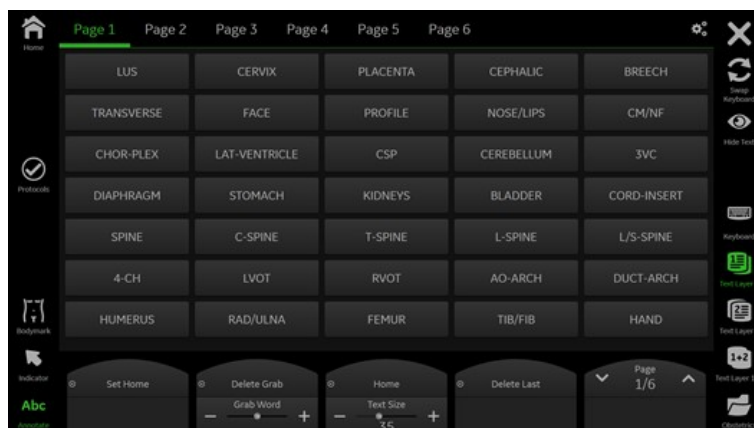 Page 1 Page 2 Page 3 Page 4 Page 5 Page 6
Home
LUS CERVIX PLACENTA CEPHALIC BREECH
Swap Keyboard
TRANSVERSE FACE PROFILE NOSE/LIPS CM/NF
Hide Text
CHOR-PLEX LAT-VENTRICLE CSP CEREBELLUM 3VC
Protocols
DIAPHRAGM STOMACH KIDNEYS BLADDER CORD-INSERT
Keyboard
SPINE C-SPINE T-SPINE L-SPINE L/S-SPINE
Text Layer
4-CH LVOT RVOT AO-ARCH DUCT-ARCH
HUMERUS RAD/ULNA FEMUR TIB/FIB HAND
Bodymark
Text Layer
1+2
Text Layer
Indicator
Set Home Delete Grab Home Delete Last Page 1/6
Abc
Annotate
Grab Word Text Size
35
Obstetric